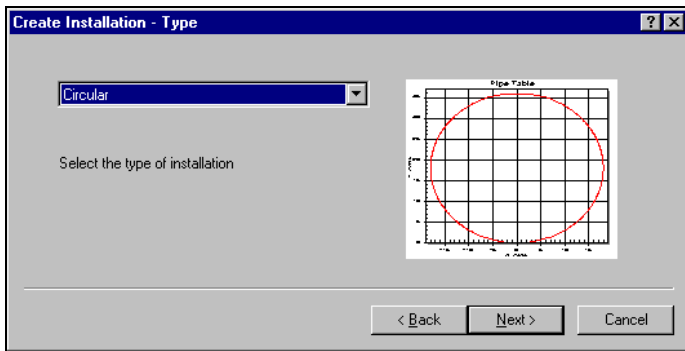 Create Installation - Type
Circular
Pipe Table
Select the type of installation
< Back
Next >
Cancel